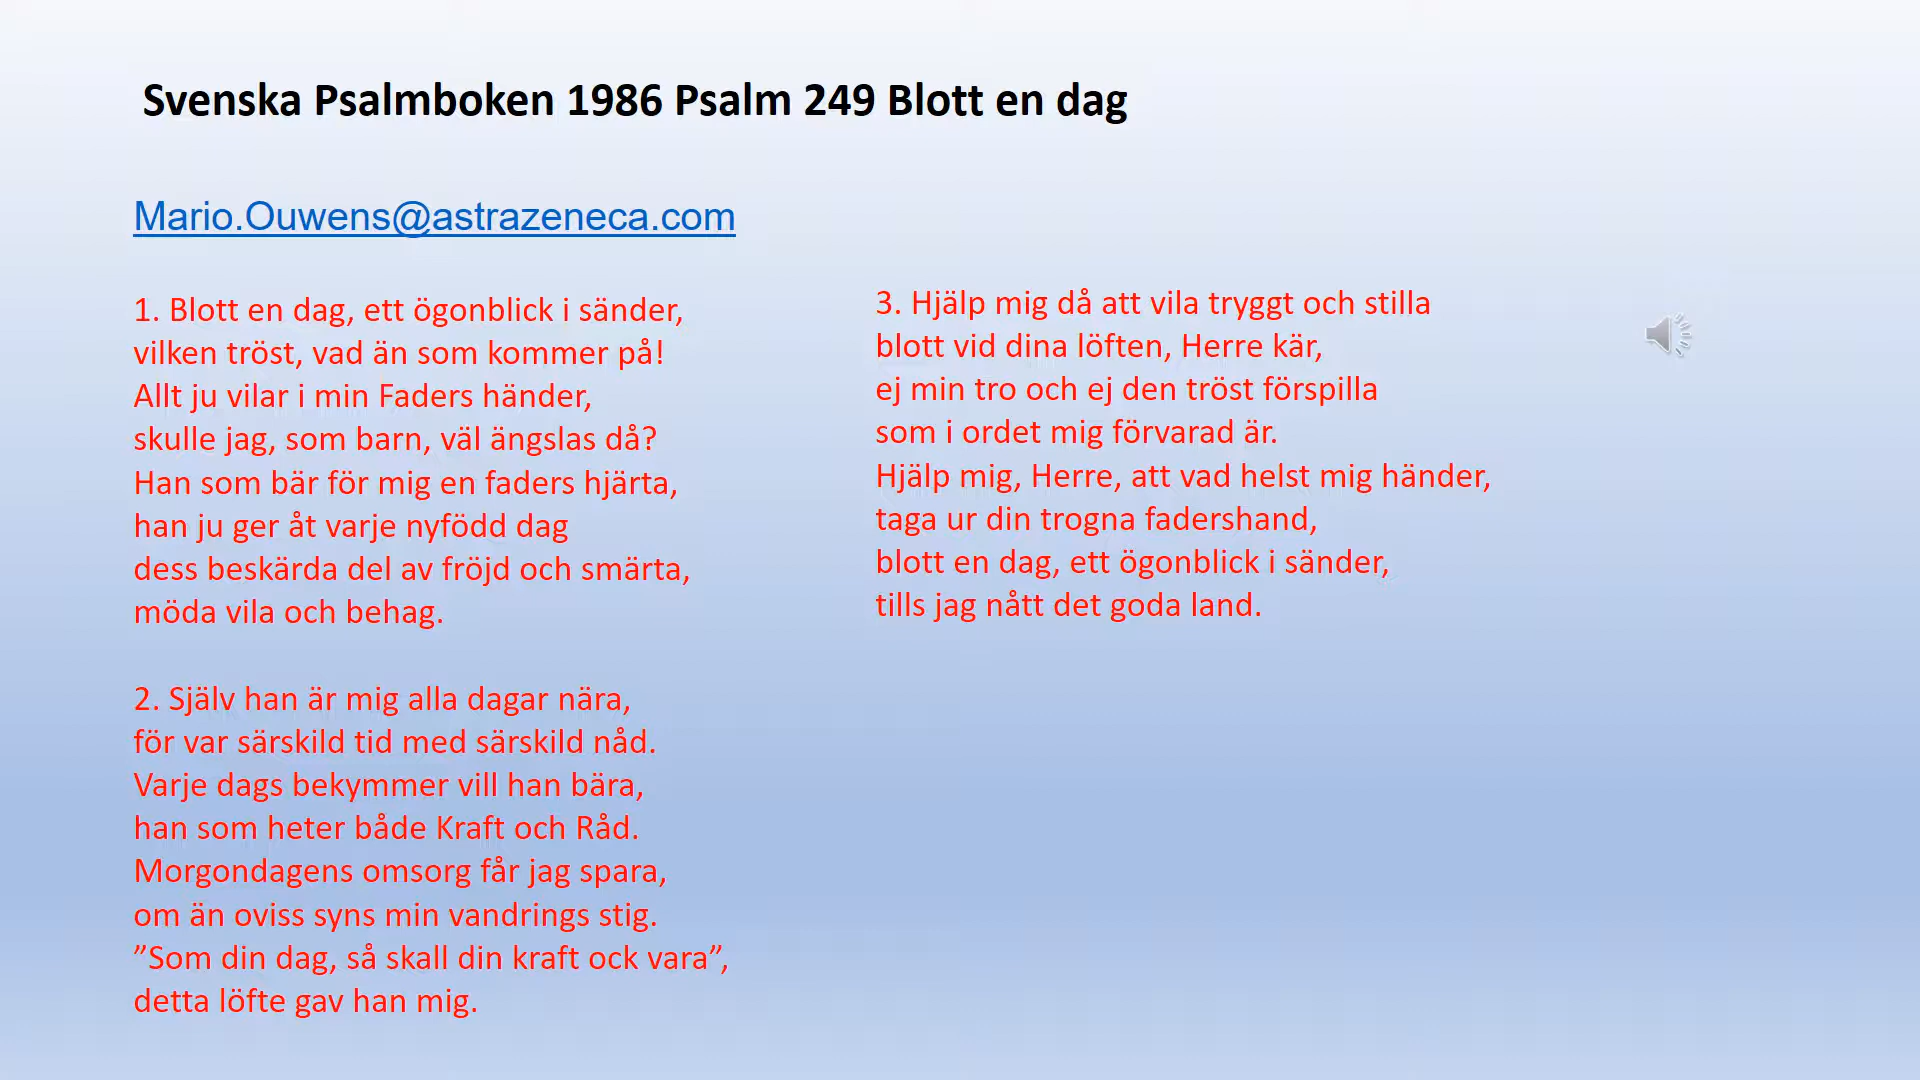 Svenska Psalmboken 1986 Psalm 249 Blott en dag
Mario.Ouwens@astrazeneca.com
1. Blott en dag, ett ögonblick i sänder,
vilken tröst, vad än som kommer på!
Allt ju vilar i min Faders händer,
skulle jag, som barn, väl ängslas då?
Han som bär för mig en faders hjärta,
han ju ger åt varje nyfödd dag
dess beskärda del av fröjd och smärta,
möda vila och behag.
2. Själv han är mig alla dagar nära,
för var särskild tid med särskild nåd.
Varje dags bekymmer vill han bära,
han som heter både Kraft och Råd.
Morgondagens omsorg får jag spara,
om än oviss syns min vandrings stig.
”Som din dag, så skall din kraft ock vara”,
detta löfte gav han mig.
3. Hjälp mig då att vila tryggt och stilla
blott vid dina löften, Herre kär,
ej min tro och ej den tröst förspilla
som i ordet mig förvarad är.
Hjälp mig, Herre, att vad helst mig händer,
taga ur din trogna fadershand,
blott en dag, ett ögonblick i sänder,
tills jag nått det goda land.